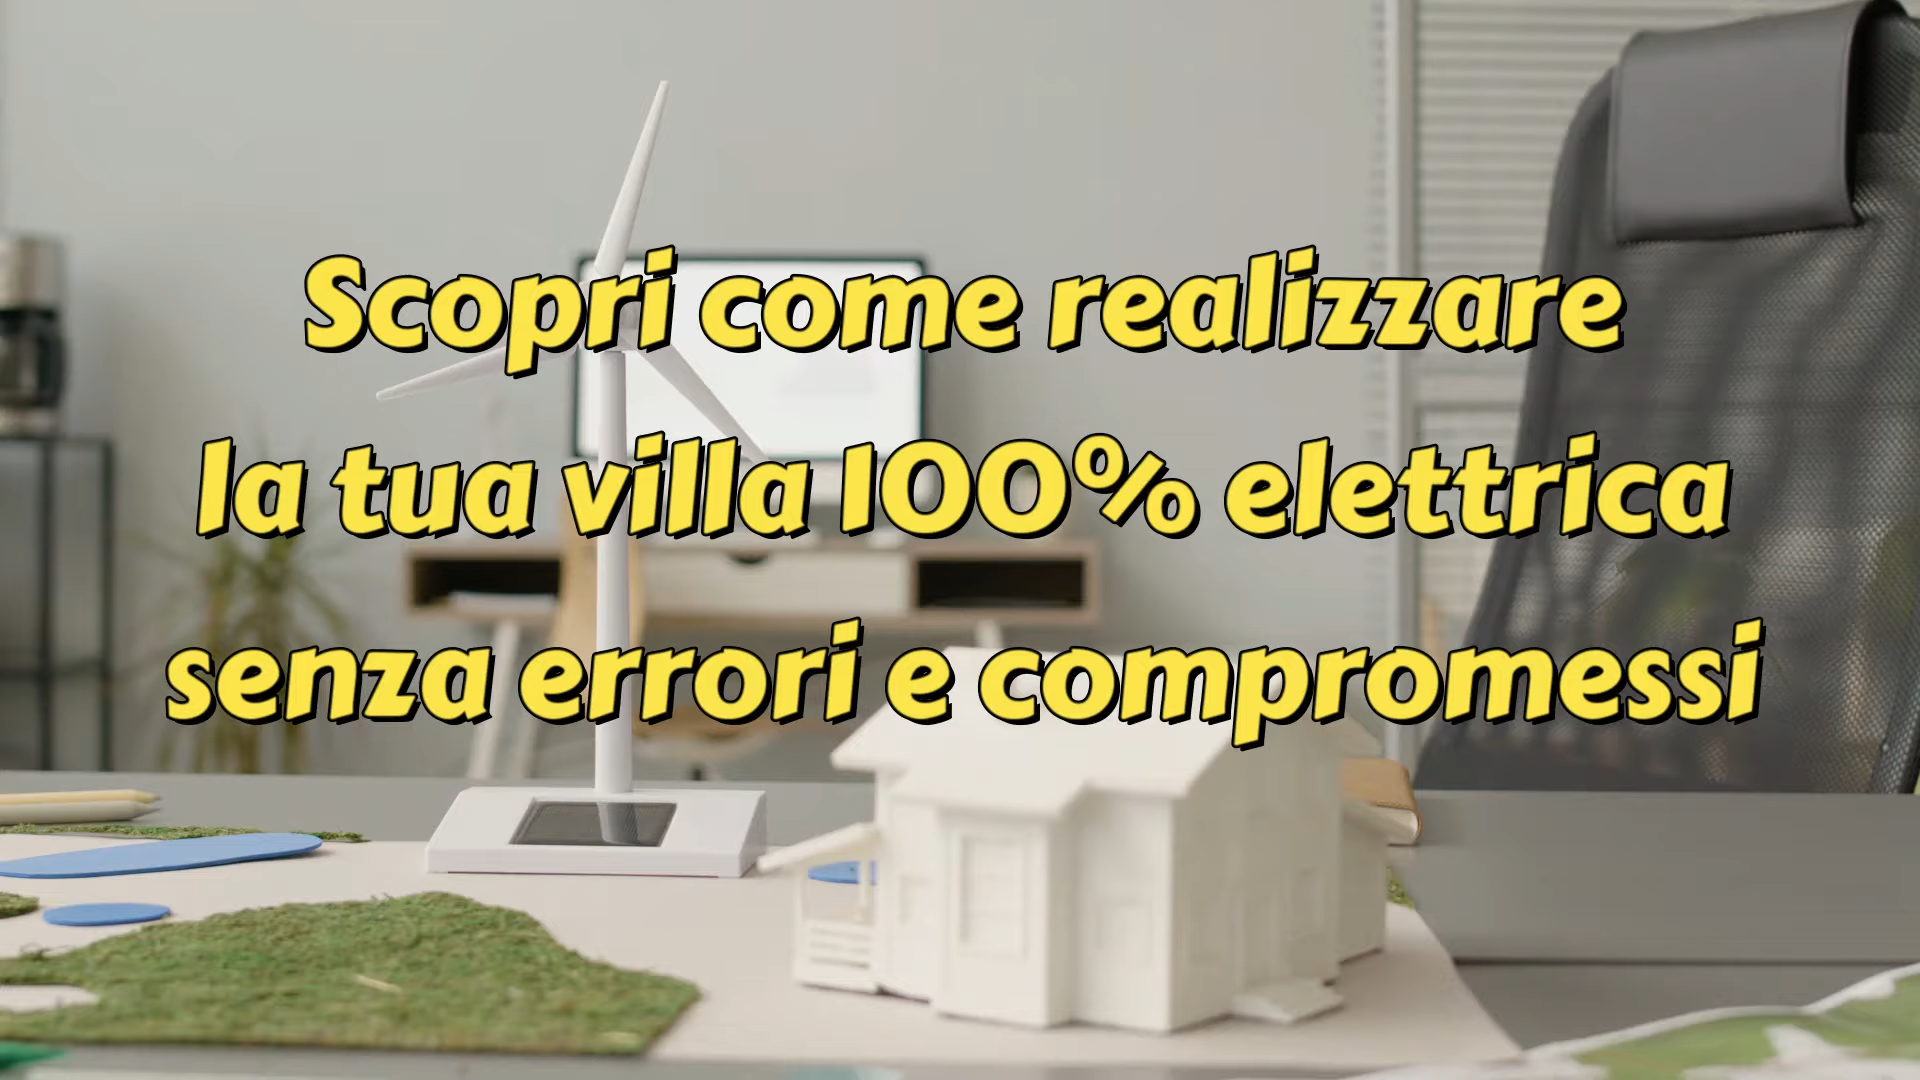 Scopri come realizzare
la tua villa 100% elettrica
senza errori e compromessi